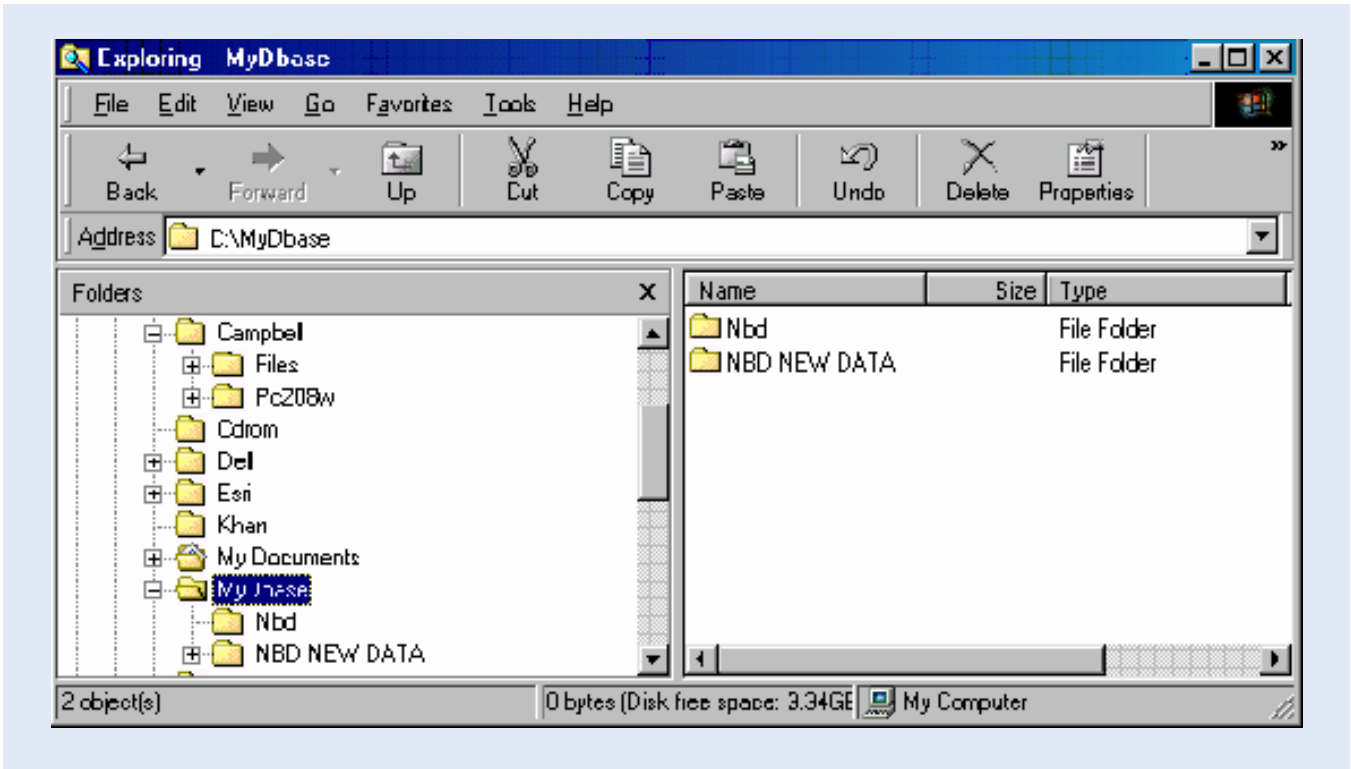 Exploring MyDbase
File Edit View Go Favorites Tools Help
Back Forward Up Cut Copy Paste Undo Delete Properties »
Address C:\MyDbase
Folders x
Name Size Type
Campbell
Files
Pc208w
Cdrom
Dell
Esri
Khan
My Documents
MyDbase
Nbd
NBD NEW DATA
Nbd File Folder
NBD NEW DATA File Folder
2 object(s) 0 bytes (Disk free space: 3.34GB My Computer